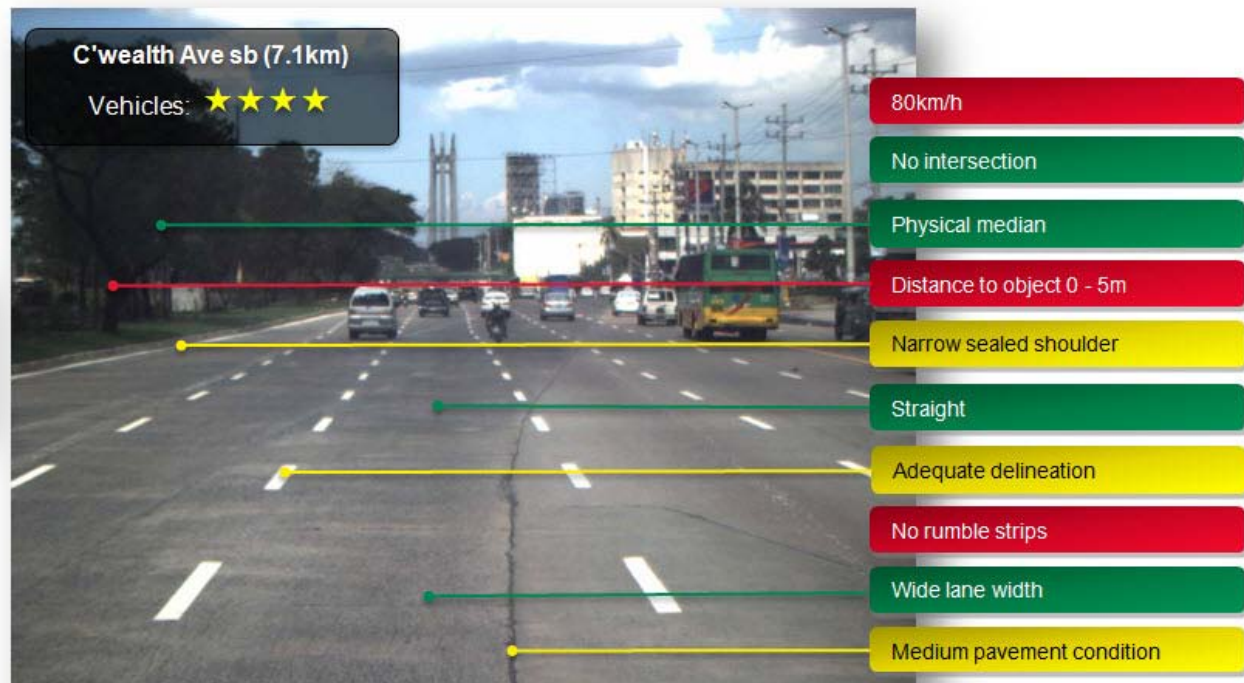 C'wealth Ave sb (7.1km)
Vehicles: ★★★★
80km/h
No intersection
Physical median
Distance to object 0 - 5m
Narrow sealed shoulder
Straight
Adequate delineation
No rumble strips
Wide lane width
Medium pavement condition